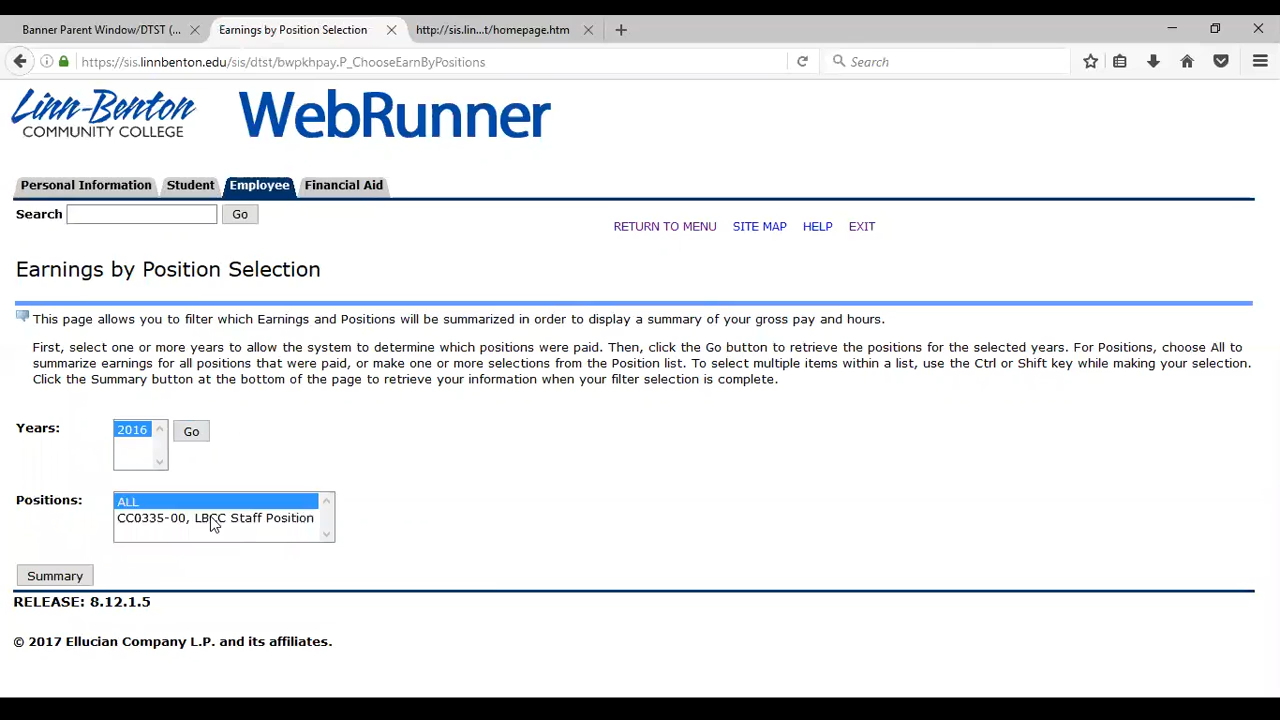 Banner Parent Window/DTST (...
Earnings by Position Selection
http://sis.lin...t/homepage.htm
https://sis.linnbenton.edu/sis/dtst/bwpkhpay.P_ChooseEarnByPositions
Search
Linn-Benton
COMMUNITY COLLEGE
WebRunner
Personal Information
Student
Employee
Financial Aid
Search
Go
RETURN TO MENU
SITE MAP
HELP
EXIT
Earnings by Position Selection
This page allows you to filter which Earnings and Positions will be summarized in order to display a summary of your gross pay and hours.
First, select one or more years to allow the system to determine which positions were paid. Then, click the Go button to retrieve the positions for the selected years. For Positions, choose All to
summarize earnings for all positions that were paid, or make one or more selections from the Position list. To select multiple items within a list, use the Ctrl or Shift key while making your selection.
Click the Summary button at the bottom of the page to retrieve your information when your filter selection is complete.
Years:
2016
Go
Positions:
ALL
CC0335-00, LBCC Staff Position
Summary
RELEASE: 8.12.1.5
© 2017 Ellucian Company L.P. and its affiliates.